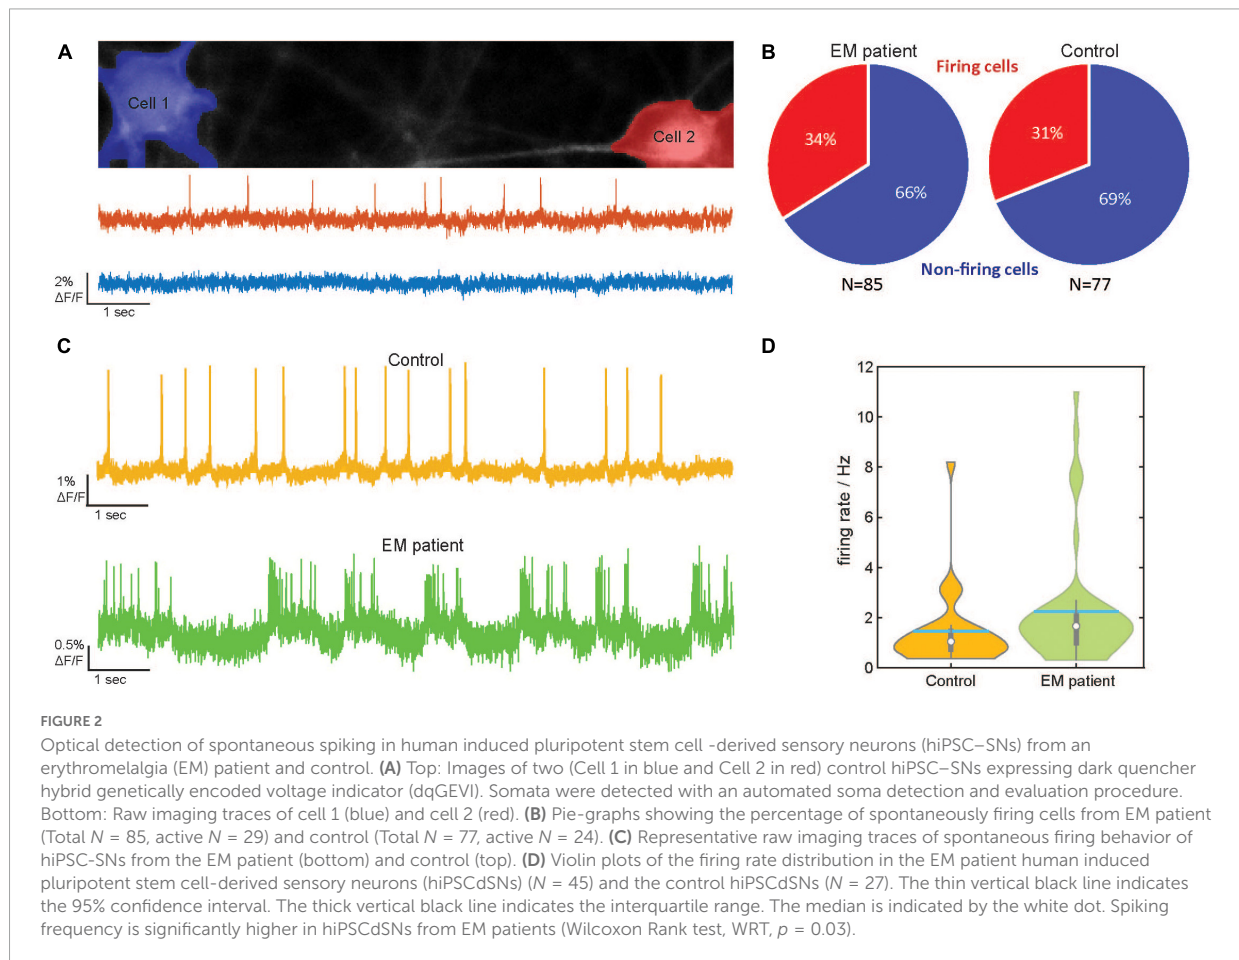 A
Cell 1
Cell 2
2%
ΔF/F
1 sec
B
EM patient
Control
Firing cells
34%
66%
31%
69%
Non-firing cells
N=85
N=77
C
Control
1%
ΔF/F
1 sec
EM patient
0.5%
ΔF/F
1 sec
D
firing rate / Hz
12
10
8
6
4
2
0
Control
EM patient
FIGURE 2
Optical detection of spontaneous spiking in human induced pluripotent stem cell -derived sensory neurons (hiPSC–SNs) from an
erythromelalgia (EM) patient and control. (A) Top: Images of two (Cell 1 in blue and Cell 2 in red) control hiPSC–SNs expressing dark quencher
hybrid genetically encoded voltage indicator (dqGEVI). Somata were detected with an automated soma detection and evaluation procedure.
Bottom: Raw imaging traces of cell 1 (blue) and cell 2 (red). (B) Pie-graphs showing the percentage of spontaneously firing cells from EM patient
(Total N = 85, active N = 29) and control (Total N = 77, active N = 24). (C) Representative raw imaging traces of spontaneous firing behavior of
hiPSC-SNs from the EM patient (bottom) and control (top). (D) Violin plots of the firing rate distribution in the EM patient human induced
pluripotent stem cell-derived sensory neurons (hiPSCdSNs) (N = 45) and the control hiPSCdSNs (N = 27). The thin vertical black line indicates
the 95% confidence interval. The thick vertical black line indicates the interquartile range. The median is indicated by the white dot. Spiking
frequency is significantly higher in hiPSCdSNs from EM patients (Wilcoxon Rank test, WRT, p = 0.03).